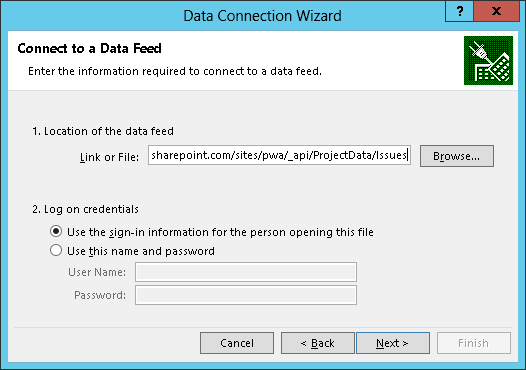 Data Connection Wizard
? X
Connect to a Data Feed
Enter the information required to connect to a data feed.
1. Location of the data feed
Link or File: sharepoint.com/sites/pwa/_api/ProjectData/Issues Browse...
2. Log on credentials
Use the sign-in information for the person opening this file
Use this name and password
User Name:
Password:
Cancel < Back Next > Finish